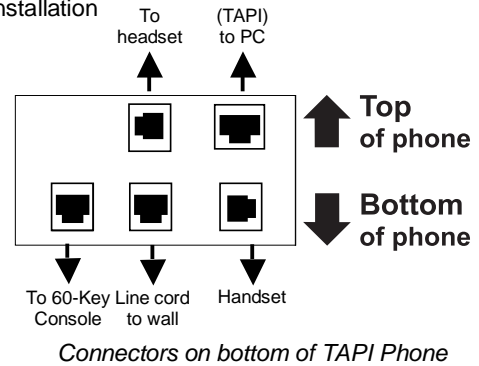 nstallation
To
headset
(TAPI)
to PC
Top
of phone
Bottom
of phone
To 60-Key
Console
Line cord
to wall
Handset
Connectors on bottom of TAPI Phone